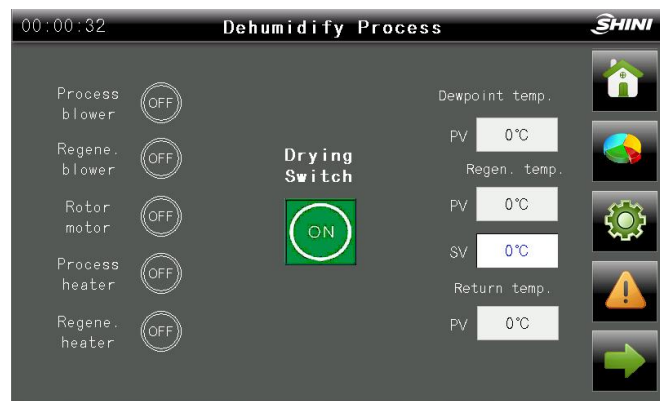 00:00:32
Dehumidify Process
SHINI
Process
blower
OFF
Regene.
blower
OFF
Rotor
motor
OFF
Process
heater
OFF
Regene.
heater
OFF
Drying
Switch
ON
Dewpoint temp.
PV 0℃
Regen. temp.
PV 0℃
SV 0℃
Return temp.
PV 0℃